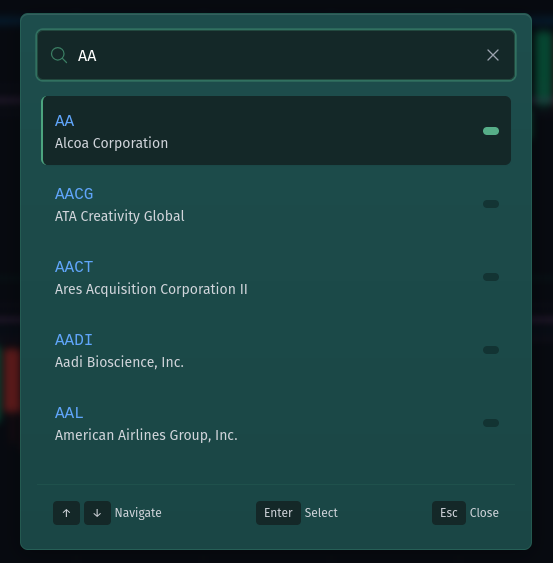 AA
AA
Alcoa Corporation
AACG
ATA Creativity Global
AACT
Ares Acquisition Corporation II
AADI
Aadi Bioscience, Inc.
AAL
American Airlines Group, Inc.
↑ ↓ Navigate Enter Select Esc Close